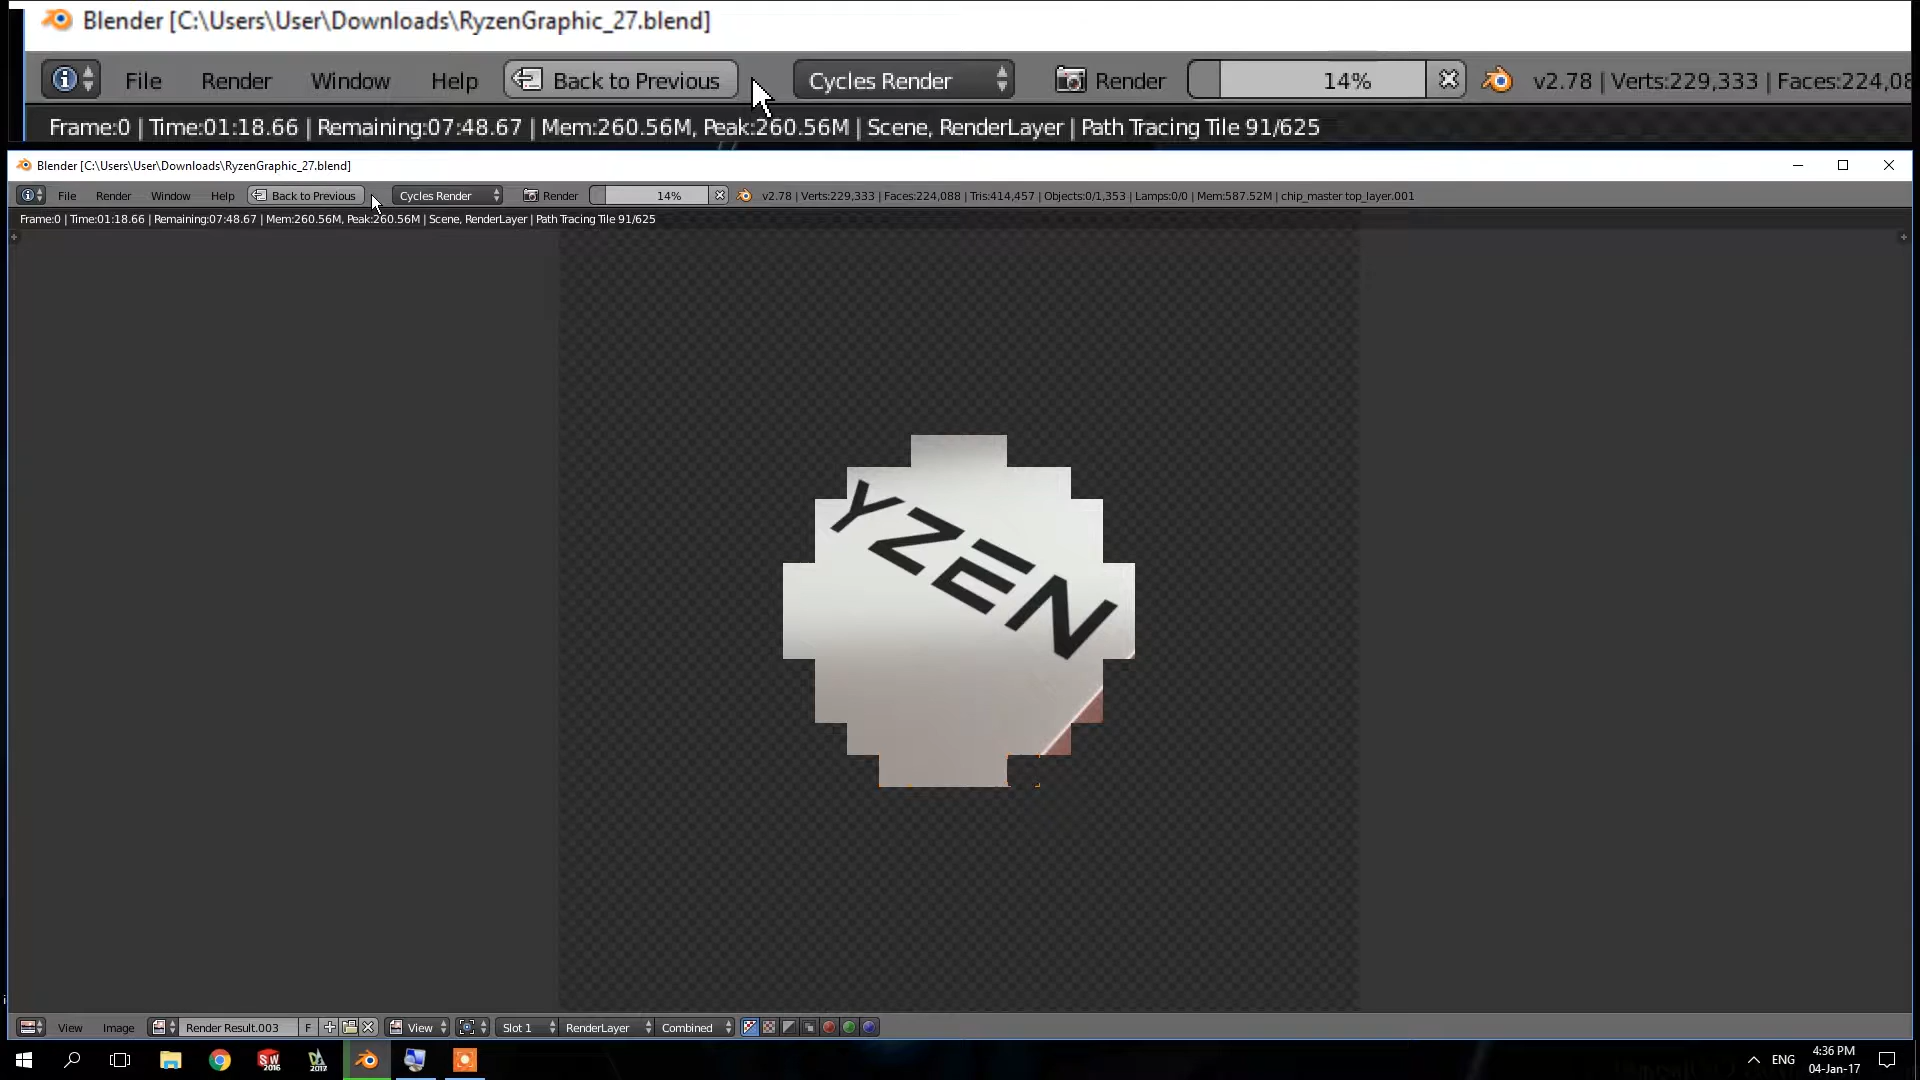 Blender [C:\Users\User\Downloads\RyzenGraphic_27.blend]
File Render Window Help Back to Previous Cycles Render Render 14% v2.78 | Verts:229,333 | Faces:224,08
Frame:0 | Time:01:18.66 | Remaining:07:48.67 | Mem:260.56M, Peak:260.56M | Scene, RenderLayer | Path Tracing Tile 91/625
Blender [C:\Users\User\Downloads\RyzenGraphic_27.blend]
File Render Window Help Back to Previous Cycles Render Render 14% v2.78 | Verts:229,333 | Faces:224,088 | Tris:414,457 | Objects:0/1,353 | Lamps:0/0 | Mem:587.52M | chip_master top_layer.001
Frame:0 | Time:01:18.66 | Remaining:07:48.67 | Mem:260.56M, Peak:260.56M | Scene, RenderLayer | Path Tracing Tile 91/625
YZEN
View Image Render Result.003 F View Slot 1 RenderLayer Combined
SW 2016 2017 ENG 4:36 PM
04-Jan-17